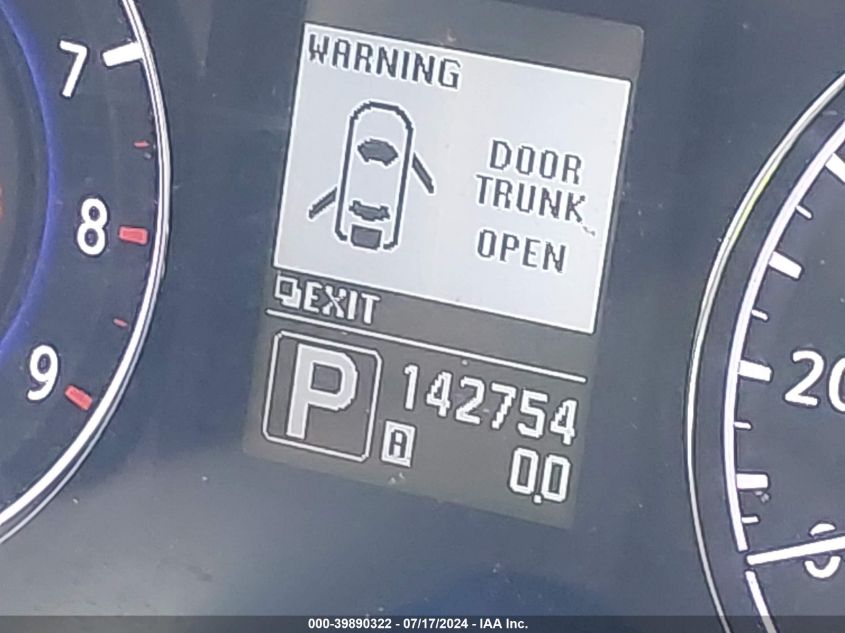 7
8
9
WARNING
DOOR
TRUNK
OPEN
EXIT
P
142754
A
0.0
20
0
000-39890322 - 07/17/2024 - IAA Inc.